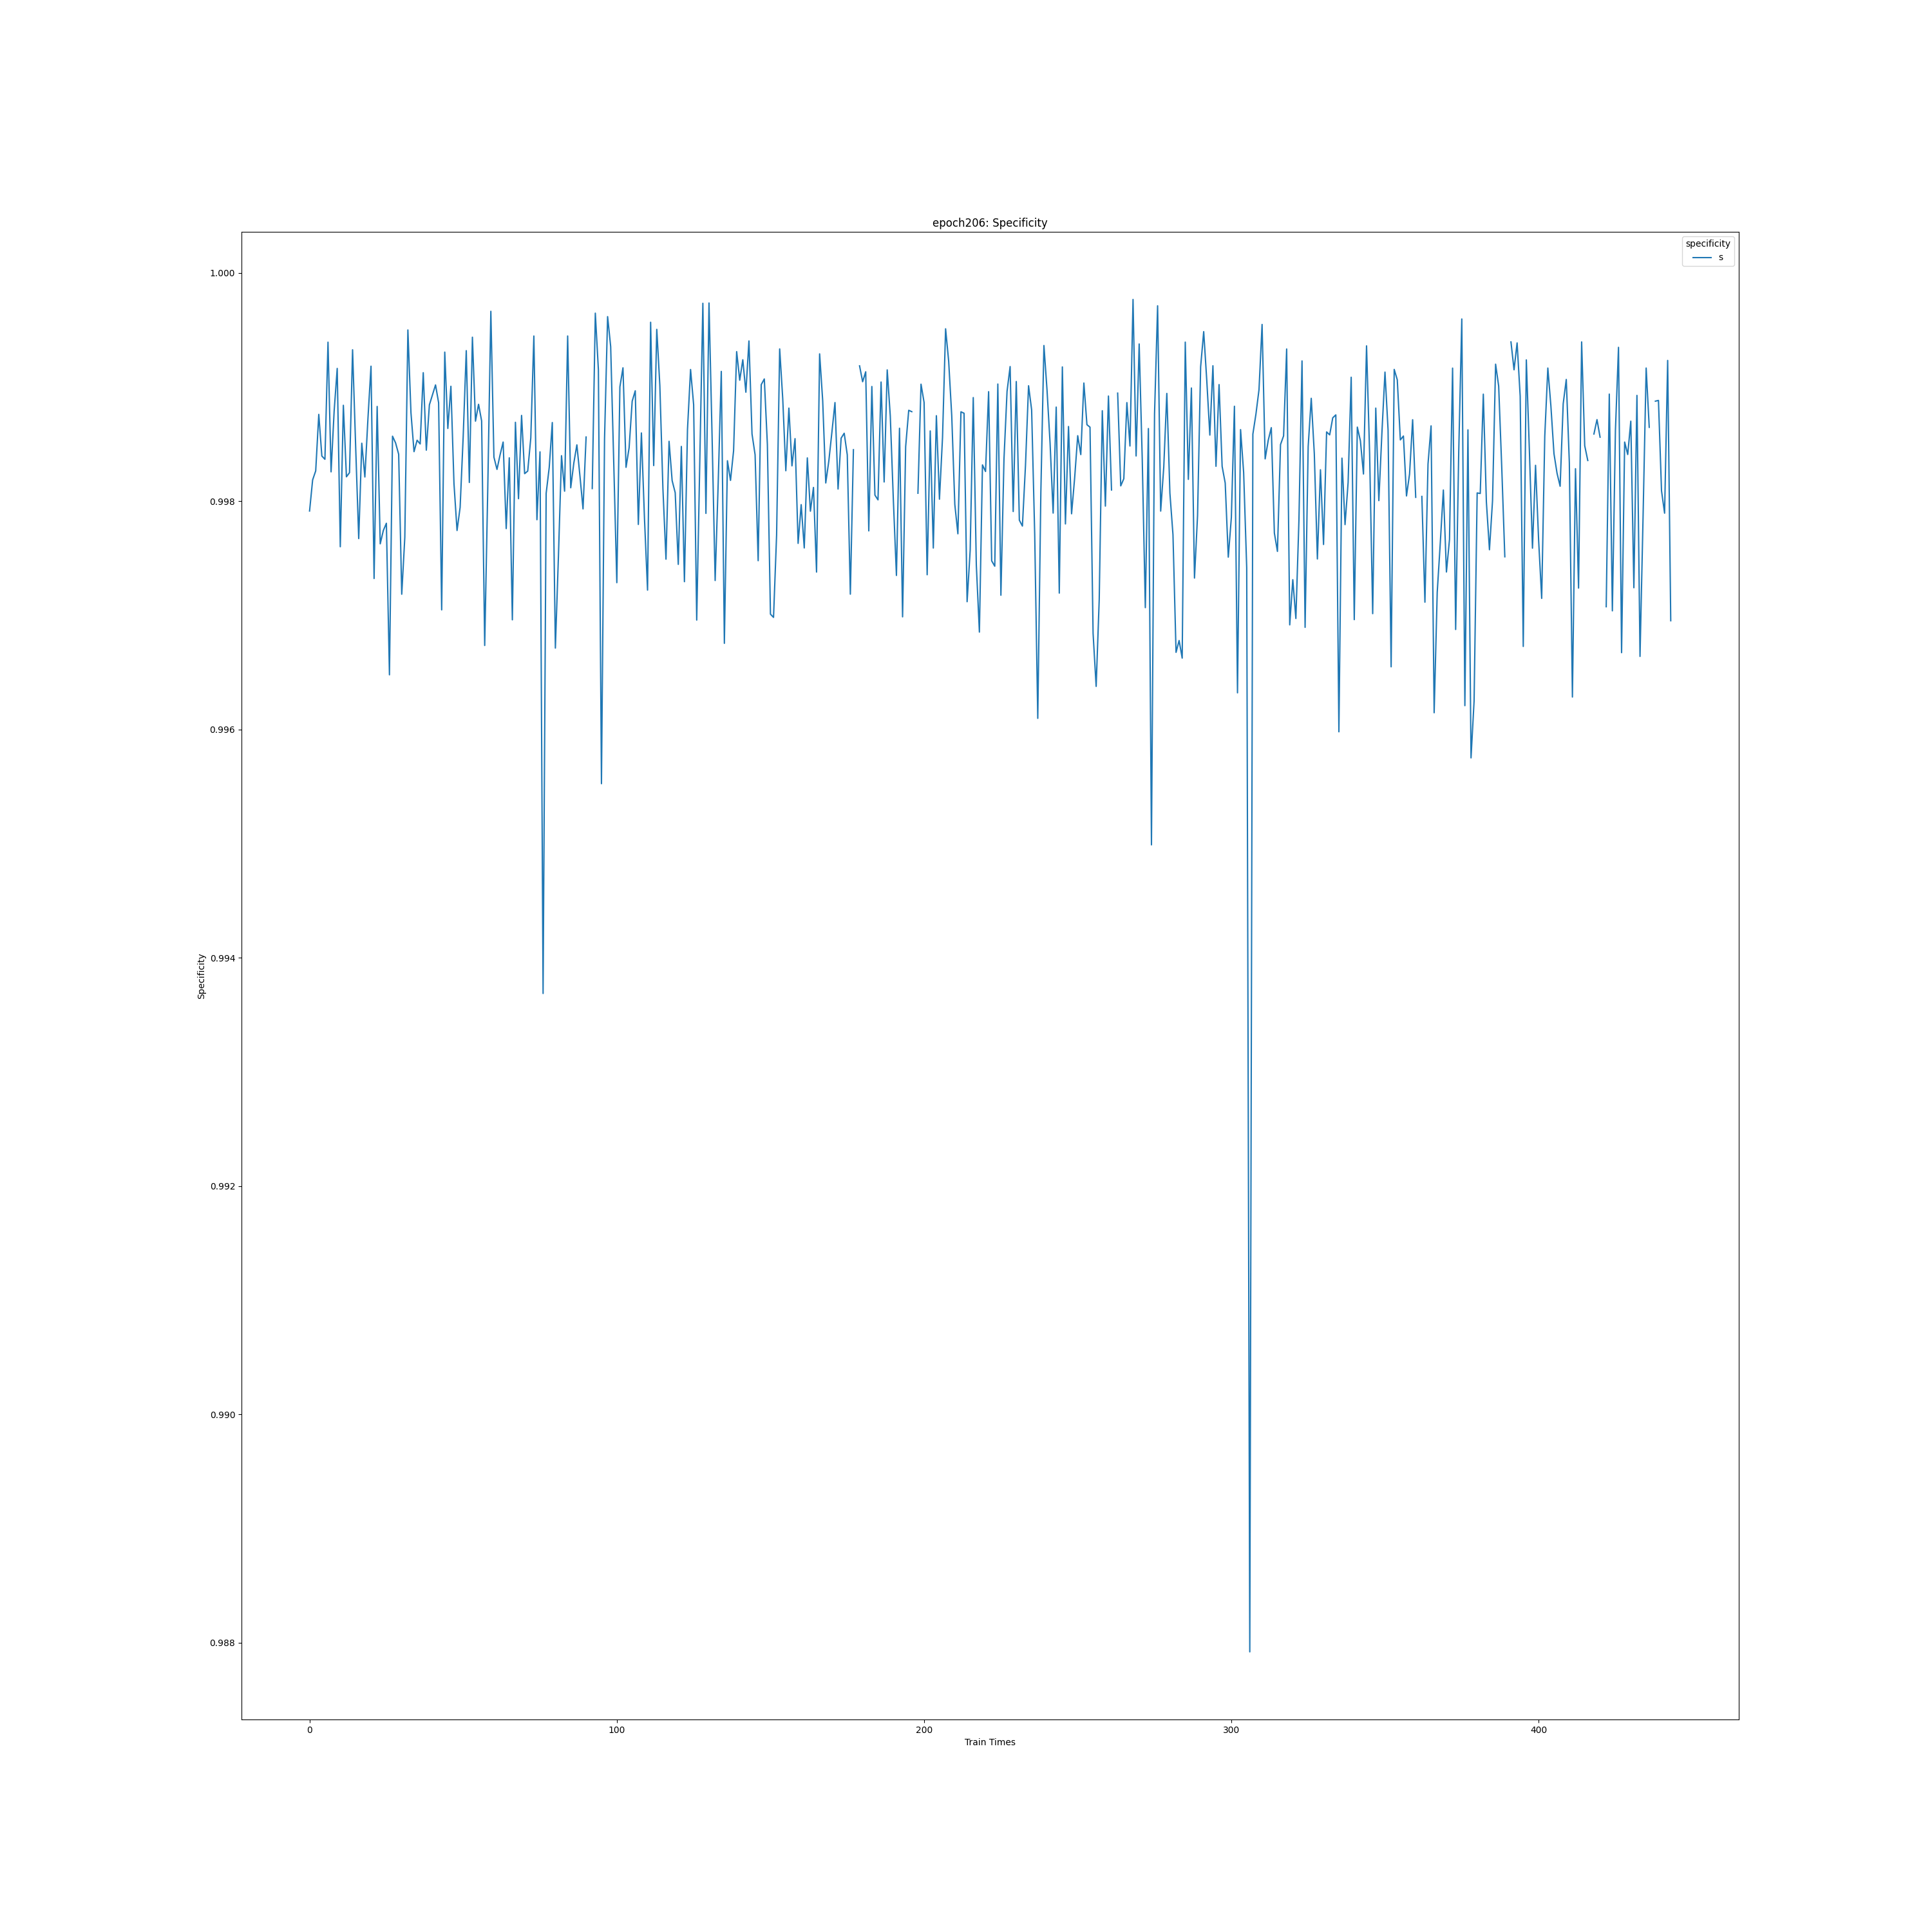 epoch206: Specificity
specificity
s
1.000
0.998
0.996
0.994
0.992
0.990
0.988
Specificity
0
100
200
300
400
Train Times